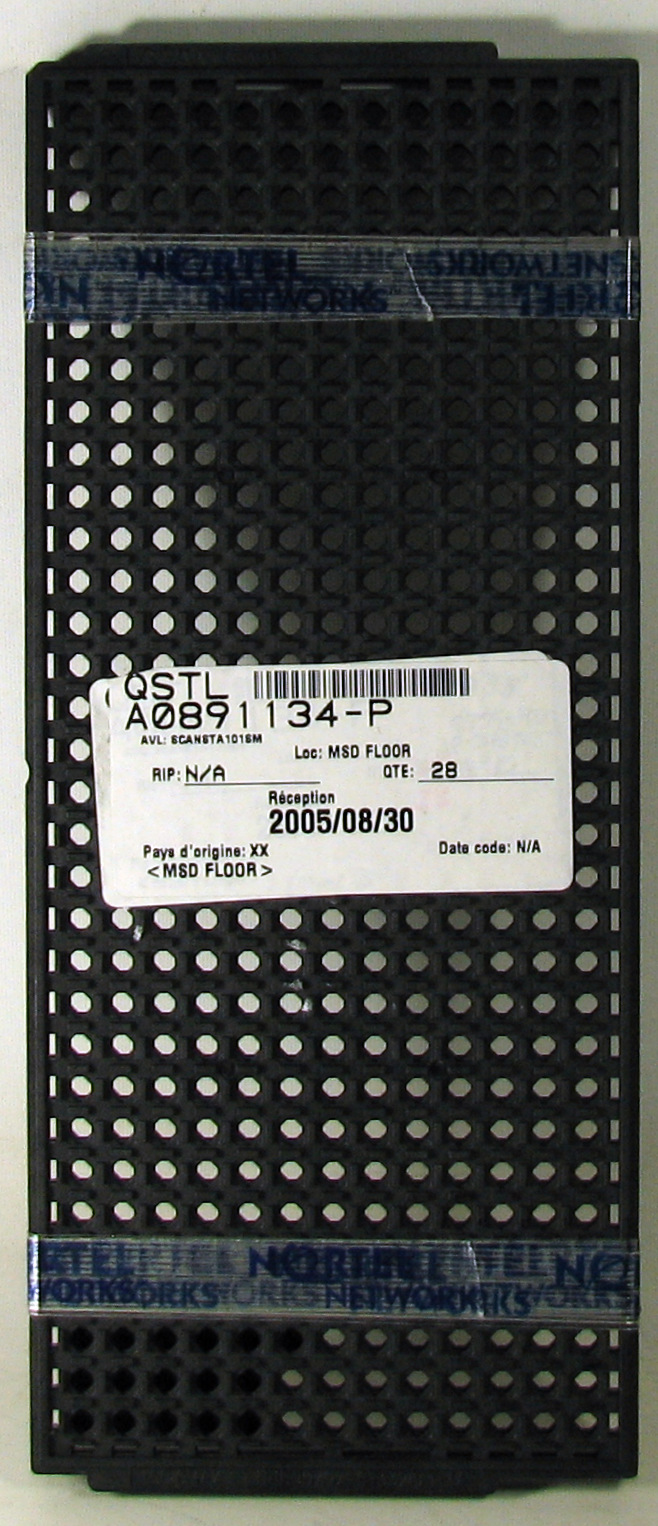 NORTEL
NETWORKS
NETWORKS
QSTL
A0891134-P
AVL: SCANSTA101SM
Loc: MSD FLOOR
RIP: N/A QTE: 28
Réception
2005/08/30
Pays d'origine: XX Date code: N/A
<MSD FLOOR>
NORTEL
NETWORKS